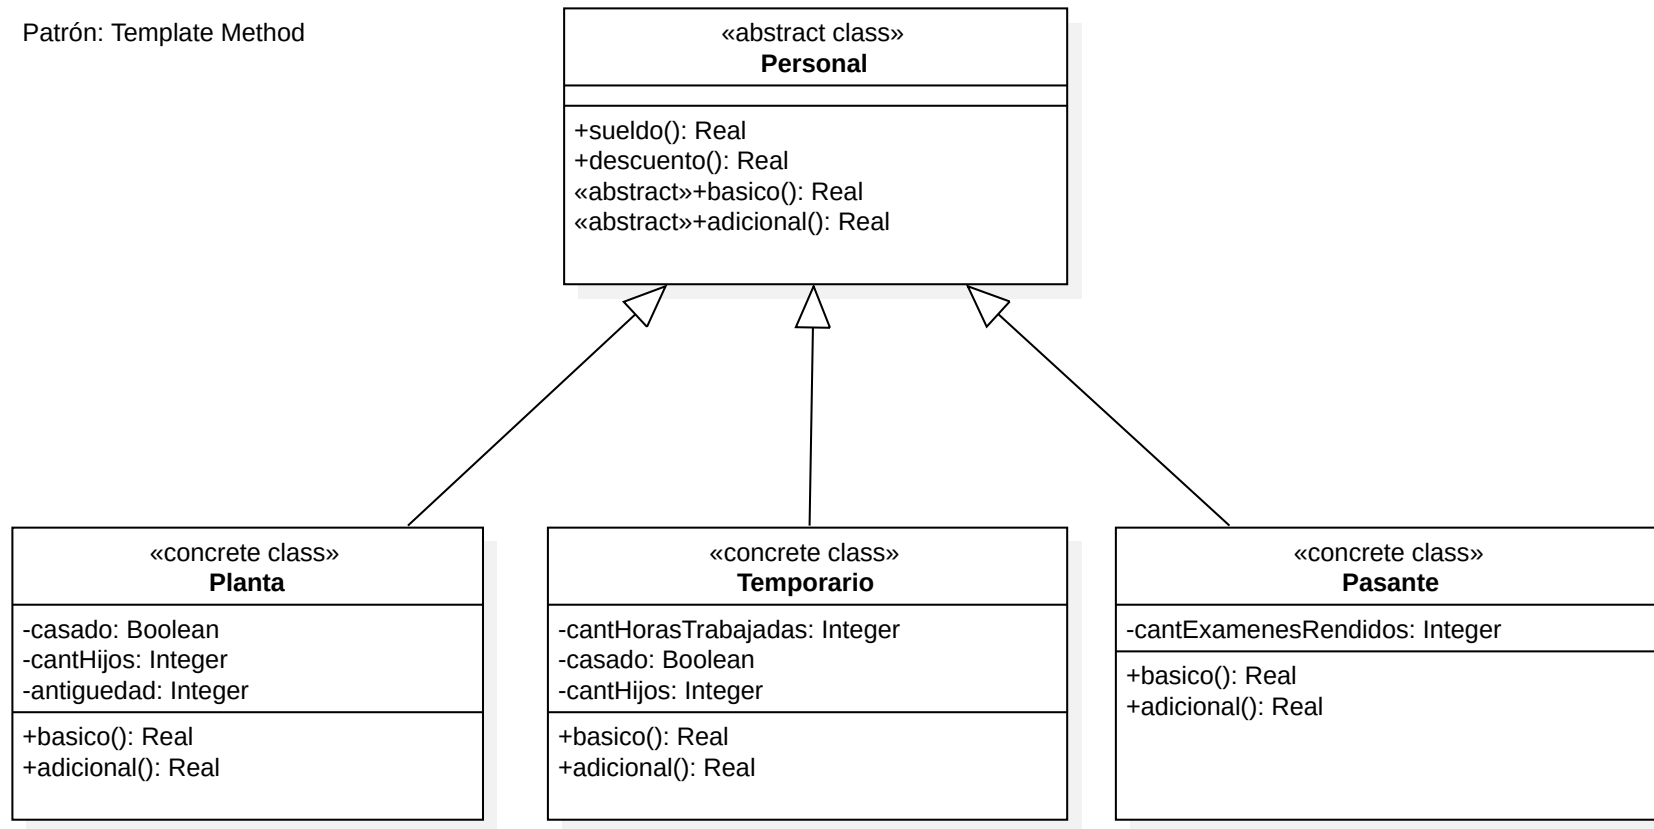 Patrón: Template Method
«abstract class»
Personal
+sueldo(): Real
+descuento(): Real
«abstract»+basico(): Real
«abstract»+adicional(): Real
«concrete class»
Planta
-casado: Boolean
-cantHijos: Integer
-antiguedad: Integer
+basico(): Real
+adicional(): Real
«concrete class»
Temporario
-cantHorasTrabajadas: Integer
-casado: Boolean
-cantHijos: Integer
+basico(): Real
+adicional(): Real
«concrete class»
Pasante
-cantExamenesRendidos: Integer
+basico(): Real
+adicional(): Real